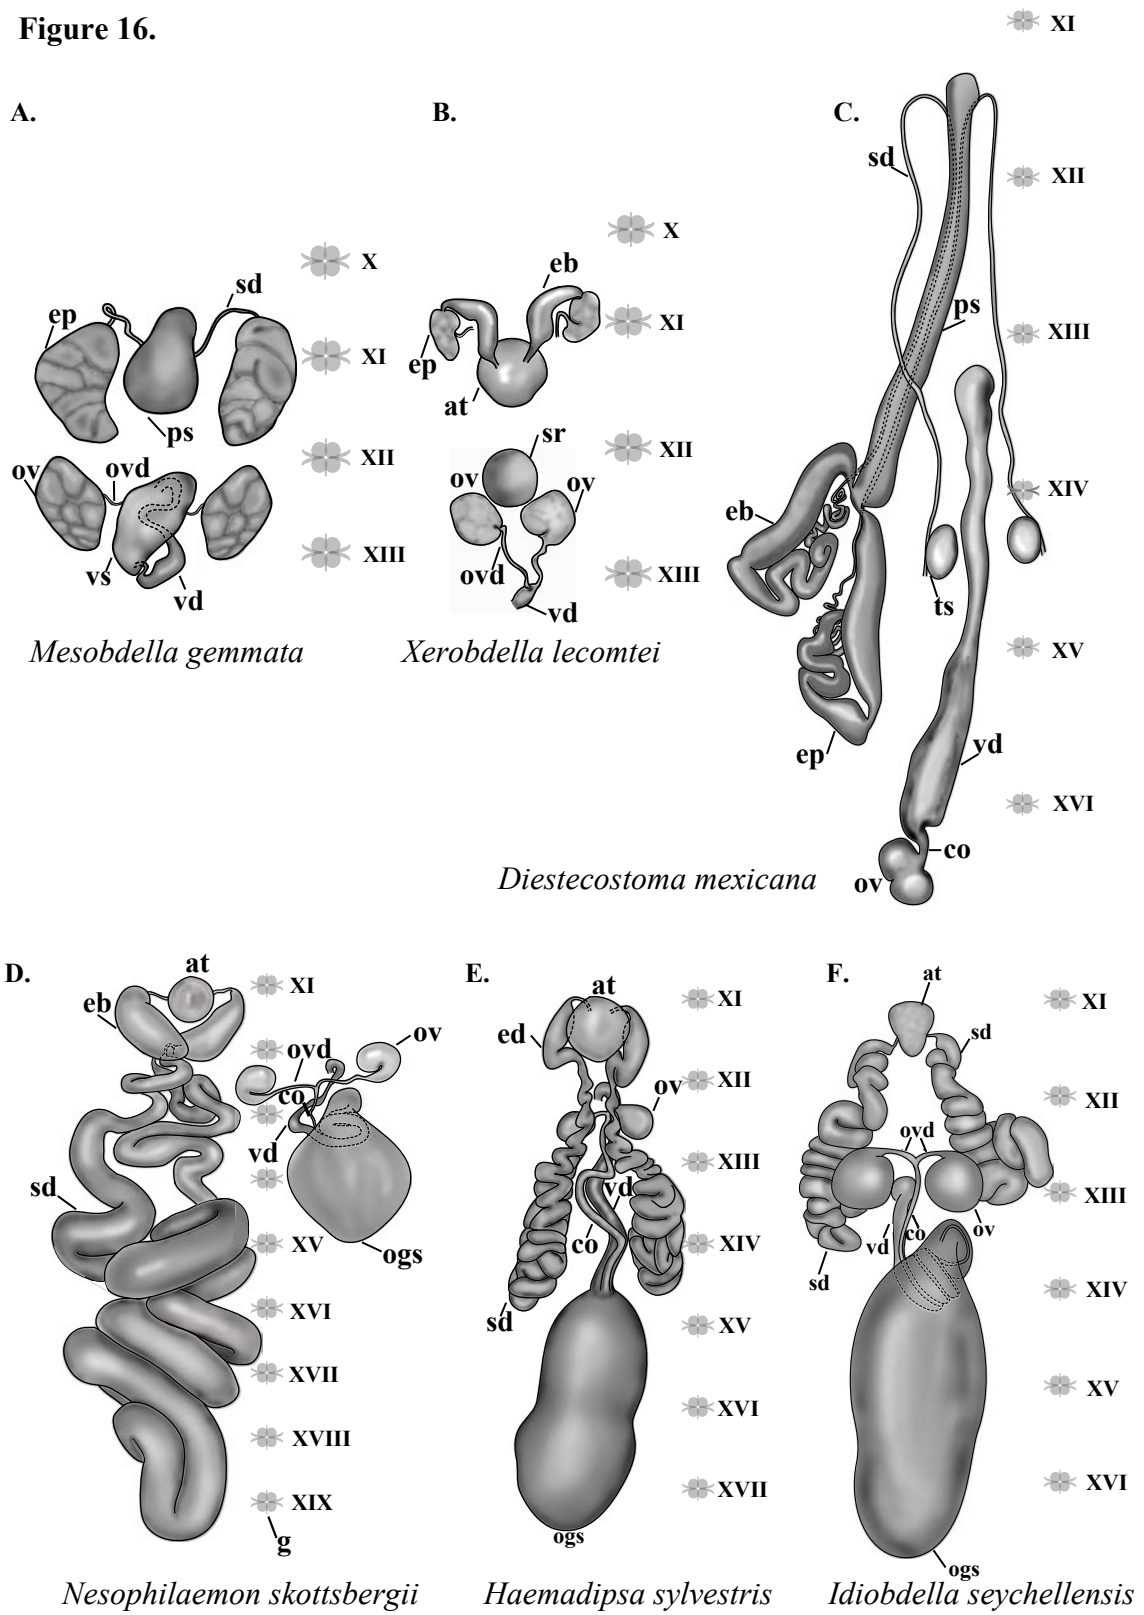 Figure 16.
A.
X
sd
ep
XI
ps
XII
ov
ovd
XIII
vs
vd
Mesobdella gemmata
B.
X
eb
XI
ep
at
sr
XII
ov
ov
ovd
XIII
vd
Xerobdella lecomtei
C.
XI
sd
XII
ps
XIII
XIV
eb
ts
XV
ep
vd
XVI
co
ov
Diestecostoma mexicana
D.
at
XI
eb
ov
ovd
co
vd
sd
XV
ogs
XVI
XVII
XVIII
XIX
g
Nesophilaemon skottsbergii
E.
at
XI
ed
XII
ov
XIII
vd
co
XIV
sd
XV
XVI
XVII
ogs
Haemadipsa sylvestris
F.
at
XI
sd
XII
ovd
XIII
vd
co
ov
sd
XIV
XV
XVI
ogs
Idiobdella seychellensis